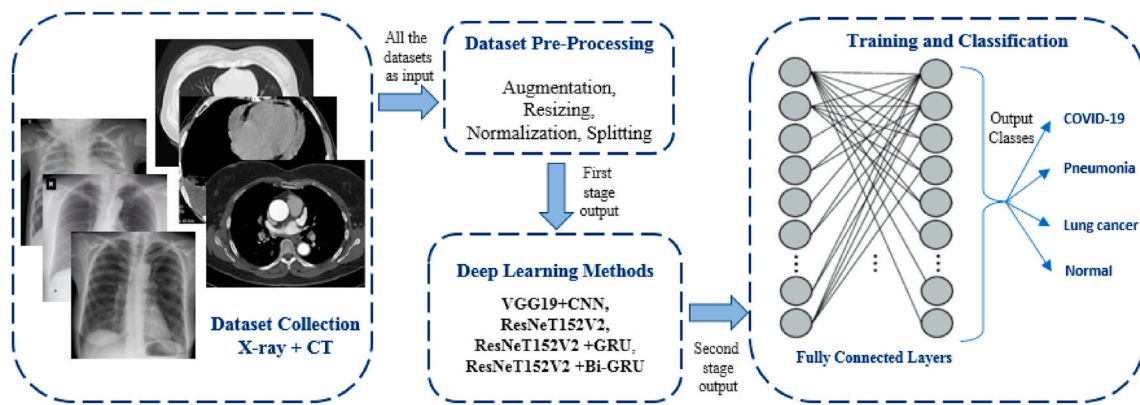 All the
datasets
as input
Dataset Collection
X-ray + CT
Dataset Pre-Processing
Augmentation,
Resizing,
Normalization, Splitting
First
stage
output
Deep Learning Methods
VGG19+CNN,
ResNeT152V2,
ResNeT152V2 +GRU,
ResNeT152V2 +Bi-GRU
Second
stage
output
Training and Classification
Output
Classes
COVID-19
Pneumonia
Lung cancer
Normal
Fully Connected Layers